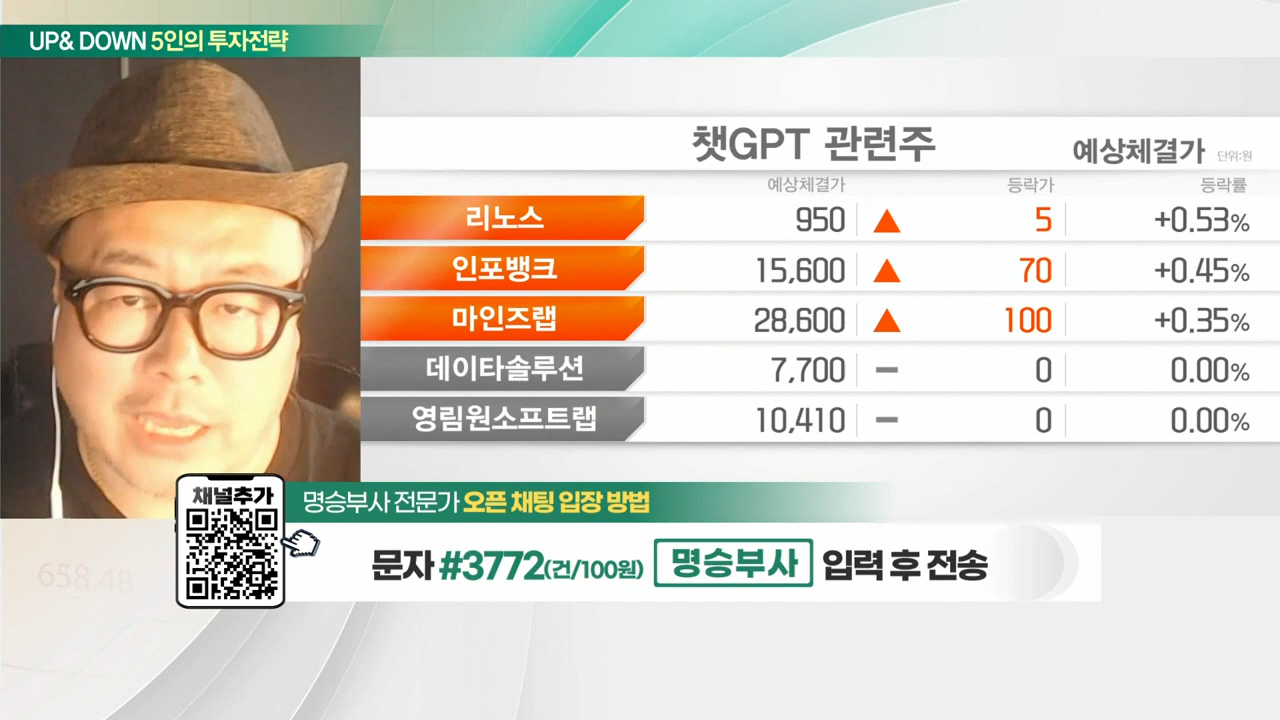 UP& DOWN 5인의 투자전략
챗GPT 관련주 예상체결가 단위:원
예상체결가 등락가 등락률
리노스 950 ▲ 5 +0.53%
인포뱅크 15,600 ▲ 70 +0.45%
마인즈랩 28,600 ▲ 100 +0.35%
데이타솔루션 7,700 - 0 0.00%
영림원소프트랩 10,410 - 0 0.00%
채널추가
명승부사 전문가 오픈 채팅 입장 방법
문자 #3772(건/100원) 명승부사 입력 후 전송
658.48